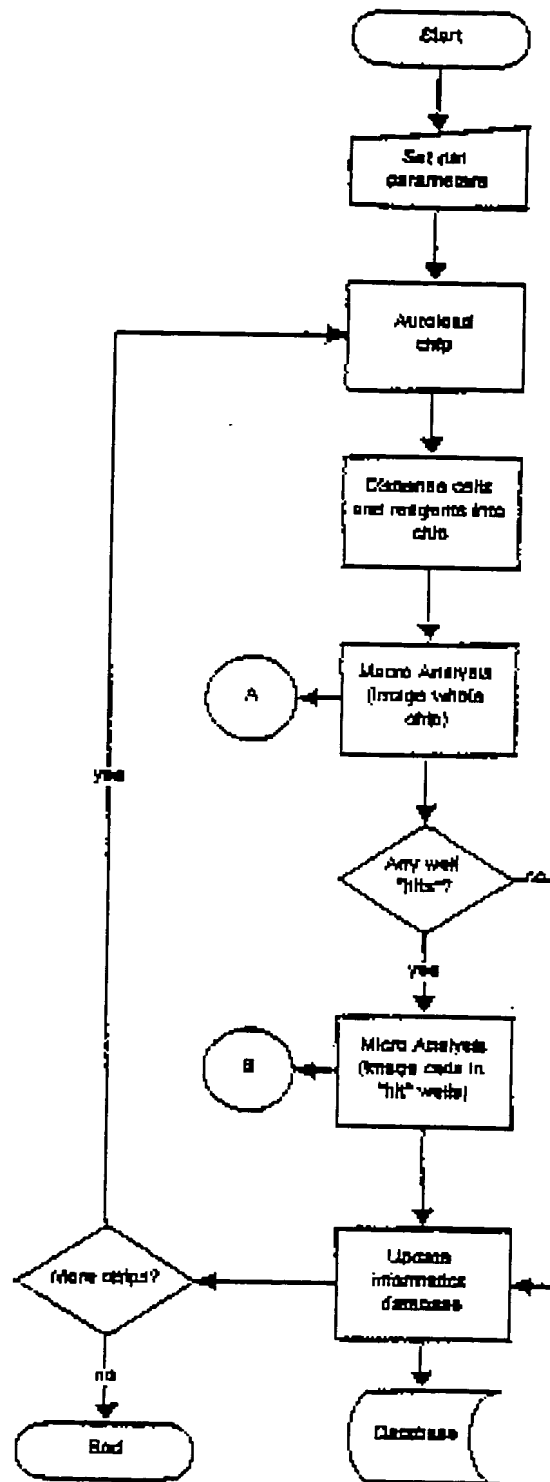 Start
Set run
parameters
Autoload
chip
Dispense cells
and reagents into
chip
Macro Analysis
(Image whole
chip)
A
yes
Any well
"hits"?
no
yes
Micro Analysis
(Image cells in
"hit" wells)
B
Update
informatics
database
More chips?
no
End
Database